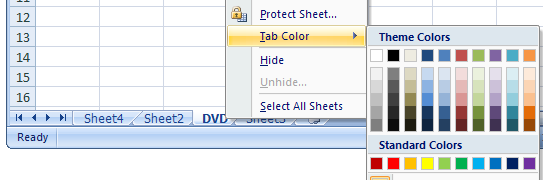 11
12
13
14
15
16
Protect Sheet...
Tab Color
Hide
Unhide...
Select All Sheets
Theme Colors
Standard Colors
Sheet4 Sheet2 DVD
Ready